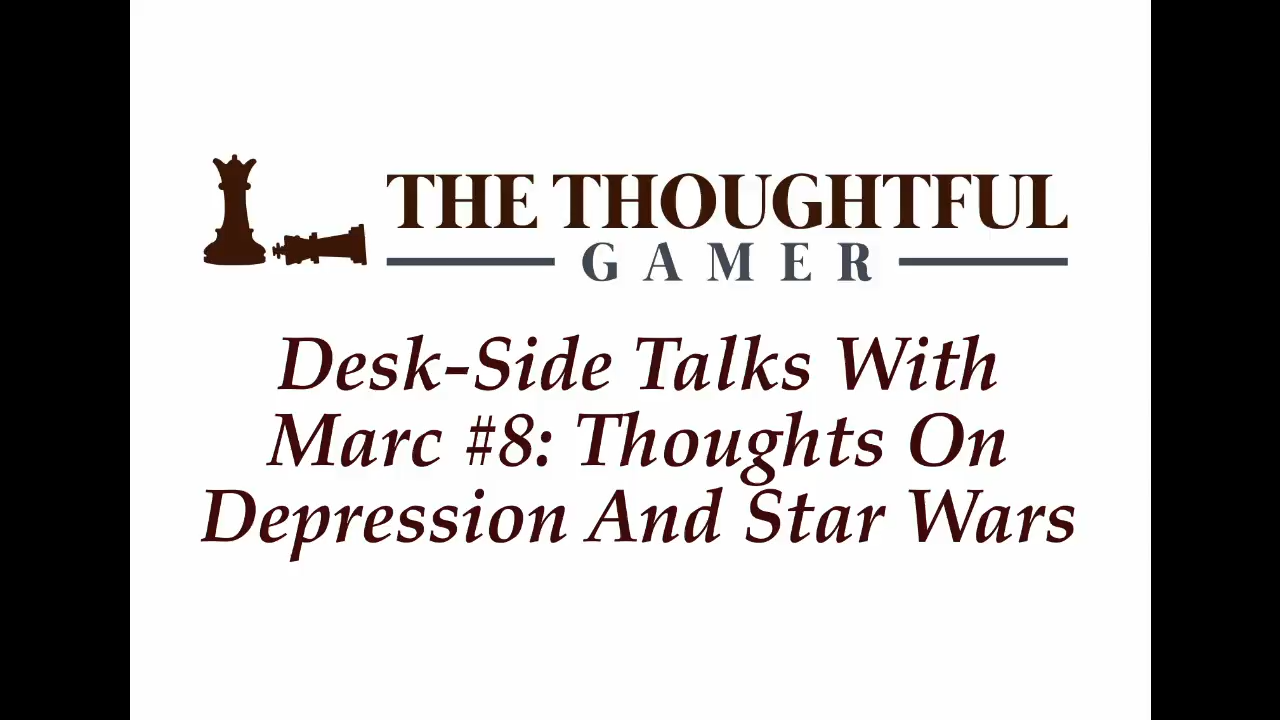 THE THOUGHTFUL
GAMER
Desk-Side Talks With
Marc #8: Thoughts On
Depression And Star Wars